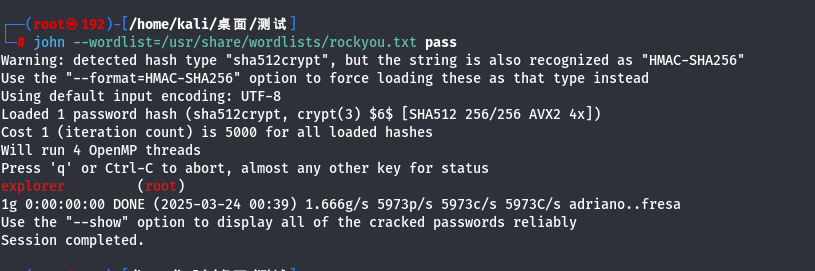 ┌──(root㉿192)-[/home/kali/桌面/测试]
└─# john --wordlist=/usr/share/wordlists/rockyou.txt pass
Warning: detected hash type "sha512crypt", but the string is also recognized as "HMAC-SHA256"
Use the "--format=HMAC-SHA256" option to force loading these as that type instead
Using default input encoding: UTF-8
Loaded 1 password hash (sha512crypt, crypt(3) $6$ [SHA512 256/256 AVX2 4x])
Cost 1 (iteration count) is 5000 for all loaded hashes
Will run 4 OpenMP threads
Press 'q' or Ctrl-C to abort, almost any other key for status
explorer         (root)
1g 0:00:00:00 DONE (2025-03-24 00:39) 1.666g/s 5973p/s 5973c/s 5973C/s adriano..fresa
Use the "--show" option to display all of the cracked passwords reliably
Session completed.